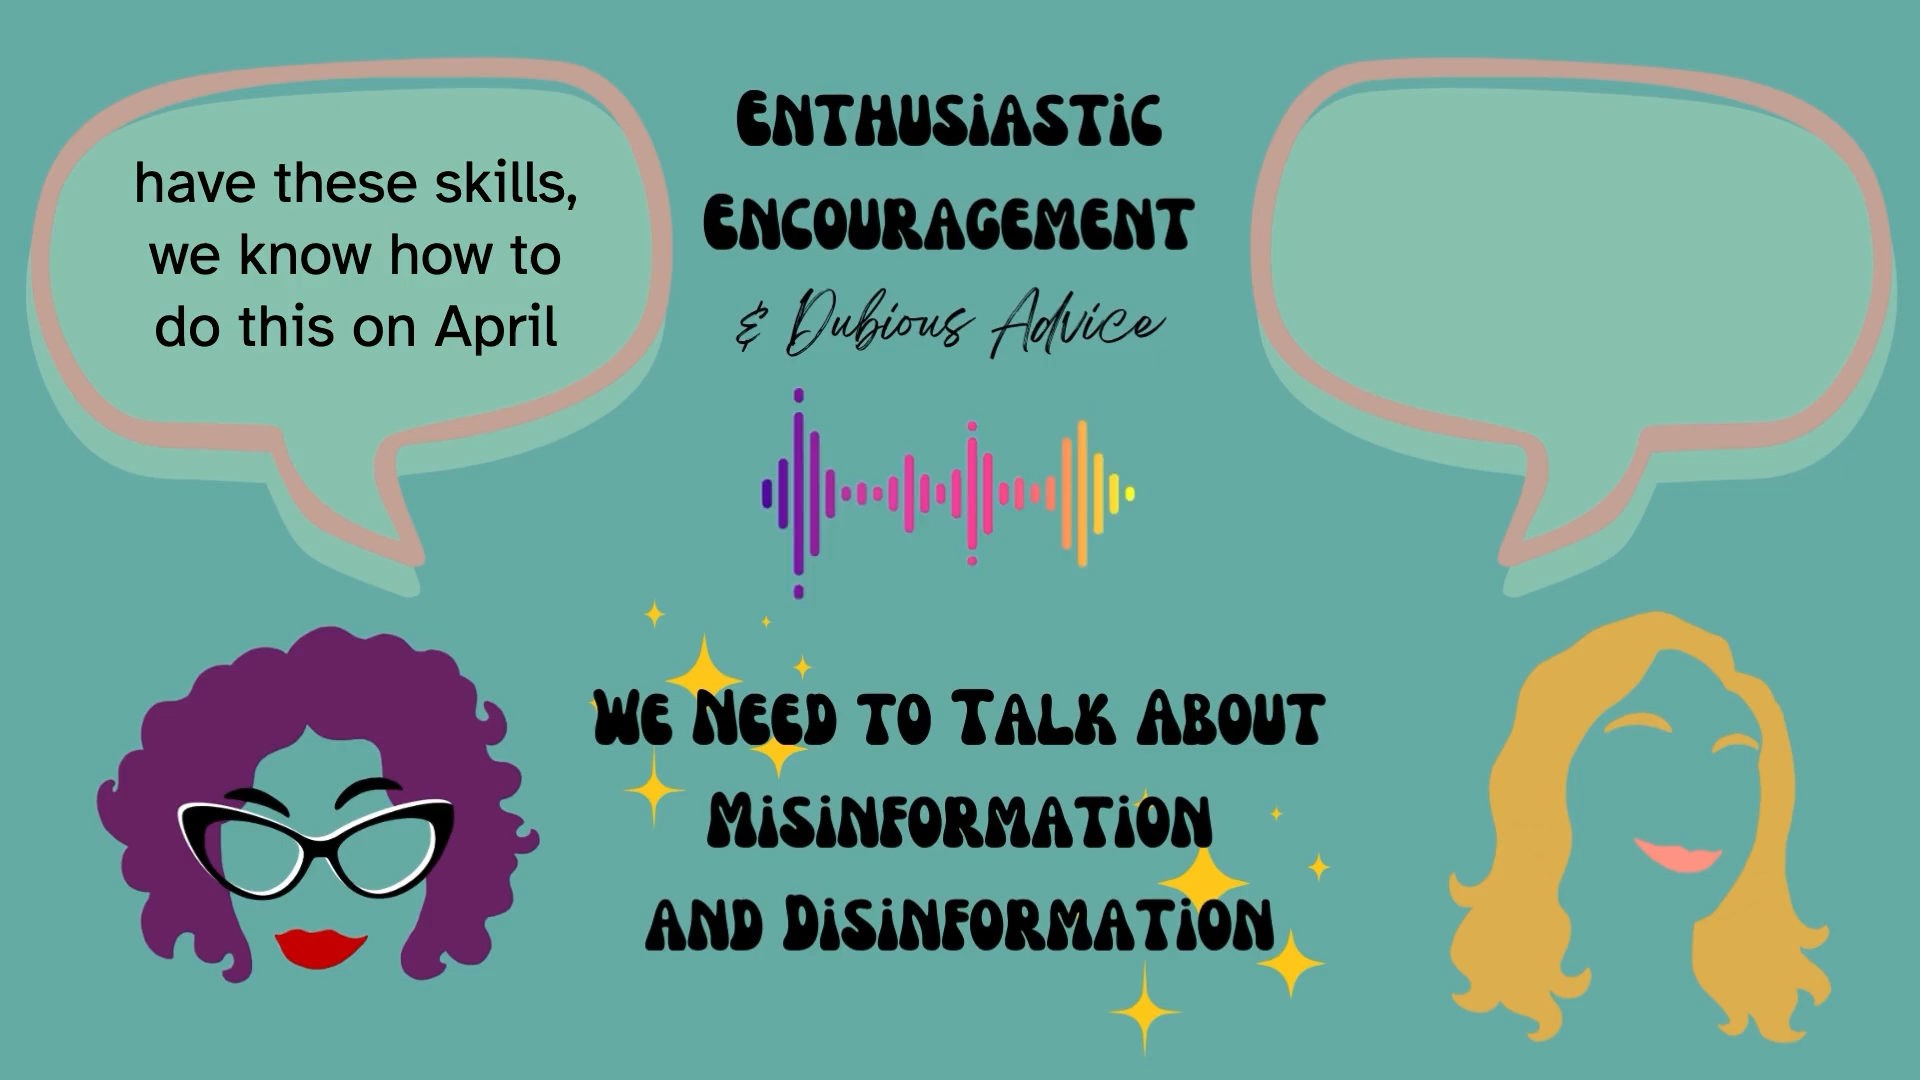 have these skills,
we know how to
do this on April
Enthusiastic
Encouragement
& Dubious Advice
We Need to Talk About
Misinformation
and Disinformation